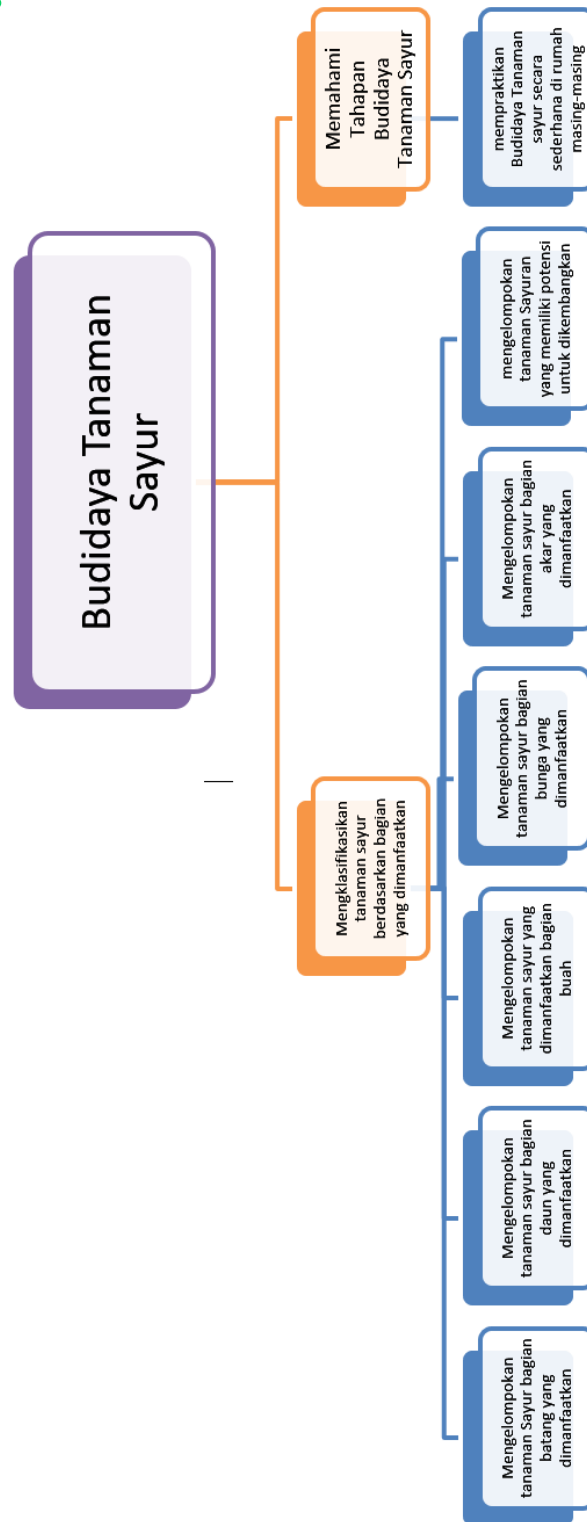 Budidaya Tanaman
Sayur
Mengklasifikasikan
tanaman sayur
berdasarkan bagian
yang dimanfaatkan
Memahami
Tahapan
Budidaya
Tanaman Sayur
Mengelompokan
tanaman Sayur bagian
batang yang
dimanfaatkan
Mengelompokan
tanaman sayur bagian
daun yang
dimanfaatkan
Mengelompokan
tanaman sayur yang
dimanfaatkan bagian
buah
Mengelompokan
tanaman sayur bagian
bunga yang
dimanfaatkan
Mengelompokan
tanaman sayur bagian
akar yang
dimanfaatkan
mengelompokan
tanaman Sayuran
yang memiliki potensi
untuk dikembangkan
mempraktikan
Budidaya Tanaman
sayur secara
sederhana di rumah
masing-masing